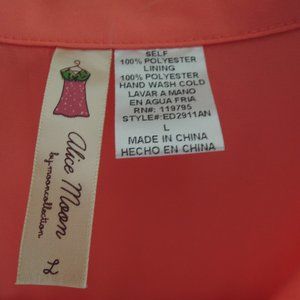 Alice Moon
by.mooncollection
SELF
100% POLYESTER
LINING
100% POLYESTER
HAND WASH COLD
LAVAR A MANO
EN AGUA FRIA
RN#: 119795
STYLE#:ED2911AN
L
MADE IN CHINA
HECHO EN CHINA